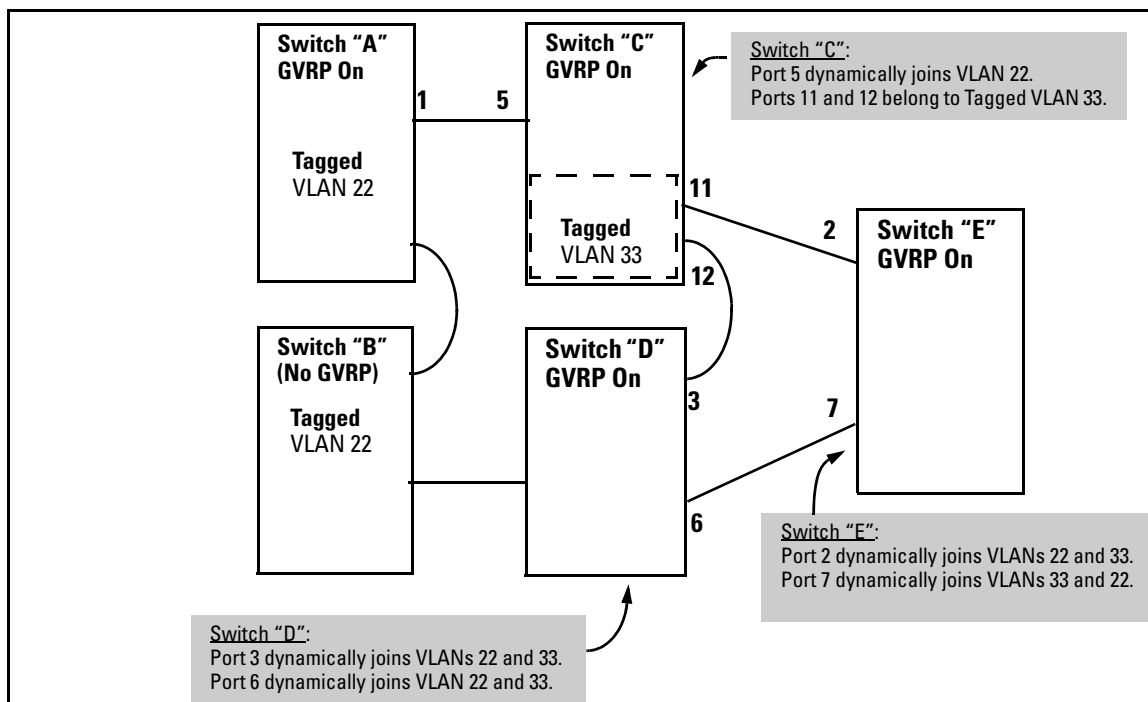 Switch “A”
GVRP On
1
Tagged
VLAN 22
5
Switch “C”
GVRP On
Tagged
VLAN 33
11
12
Switch “C”:
Port 5 dynamically joins VLAN 22.
Ports 11 and 12 belong to Tagged VLAN 33.
2
Switch “E”
GVRP On
Switch “B”
(No GVRP)
Tagged
VLAN 22
Switch “D”
GVRP On
3
6
7
Switch “E”:
Port 2 dynamically joins VLANs 22 and 33.
Port 7 dynamically joins VLANs 33 and 22.
Switch “D”:
Port 3 dynamically joins VLANs 22 and 33.
Port 6 dynamically joins VLAN 22 and 33.